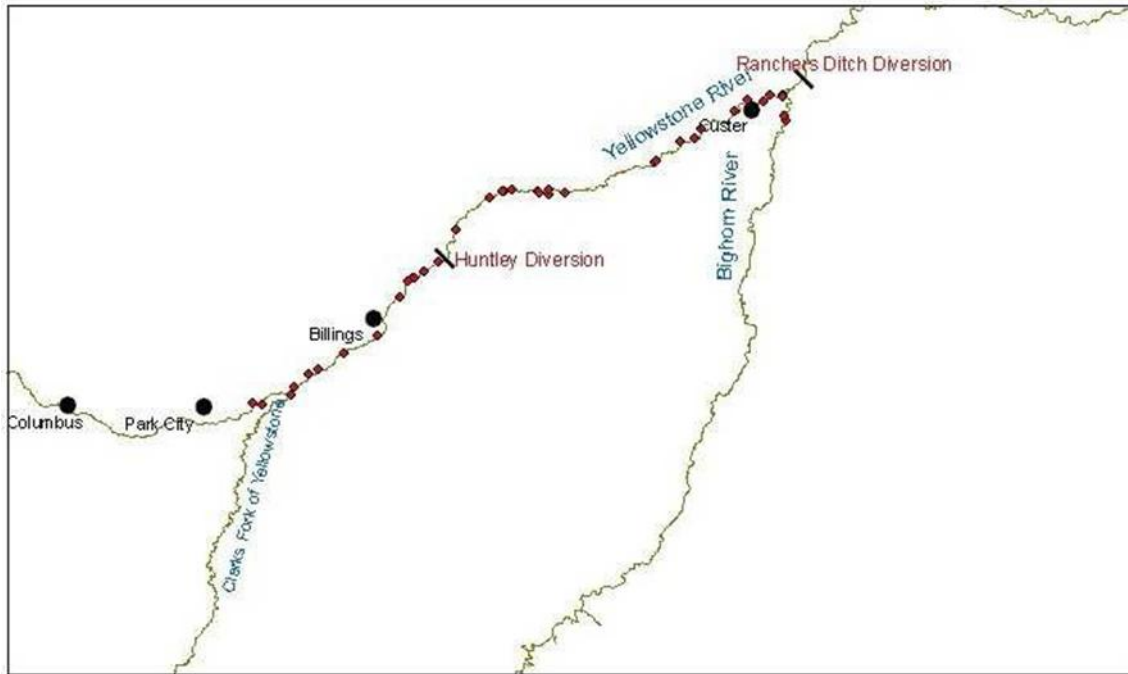 Ranchers Ditch Diversion
Yellowstone River
Custer
Bighorn River
Huntley Diversion
Billings
Columbus
Park City
Clarks Fork of Yellowstone